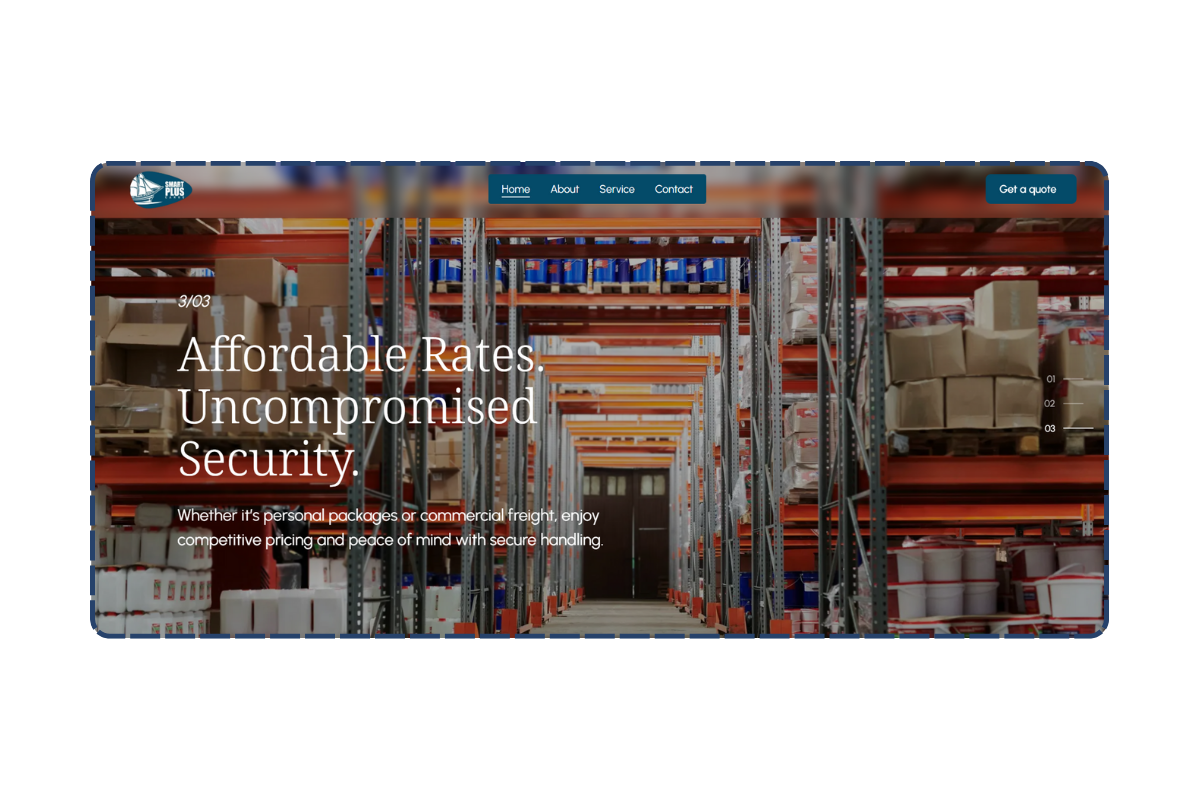 SMART
PLUS
Home
About
Service
Contact
Get a quote
3/03
Affordable Rates.
Uncompromised
Security.
Whether it's personal packages or commercial freight, enjoy
competitive pricing and peace of mind with secure handling.
01
02
03